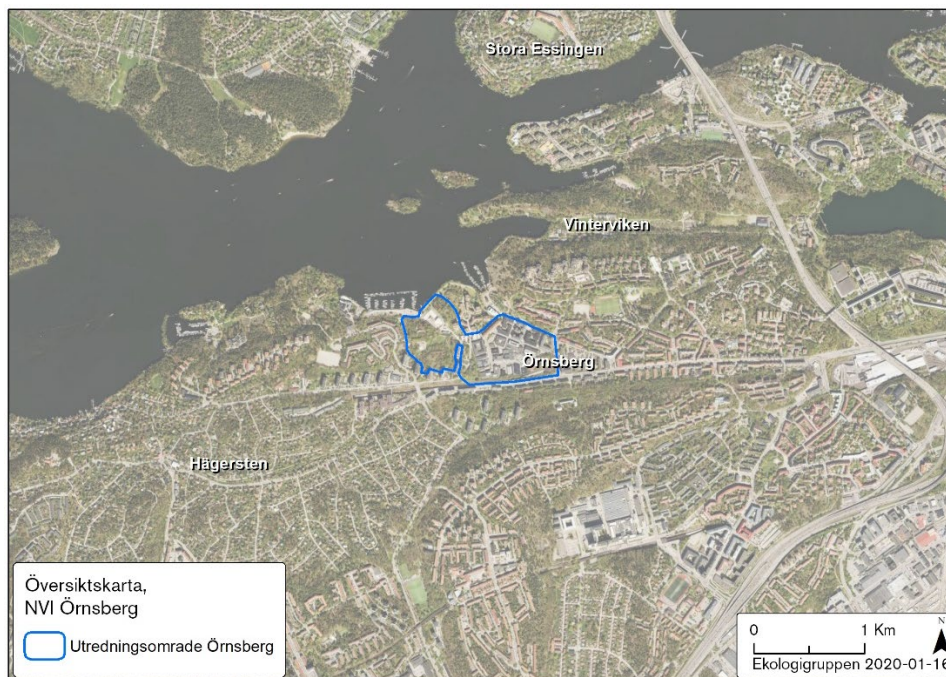 Stora Essingen
Vinterviken
Örnsberg
Hägersten
Översiktskarta,
NVI Örnsberg
Utredningsomrade Örnsberg
0 1 Km
N
Ekologigruppen 2020-01-16